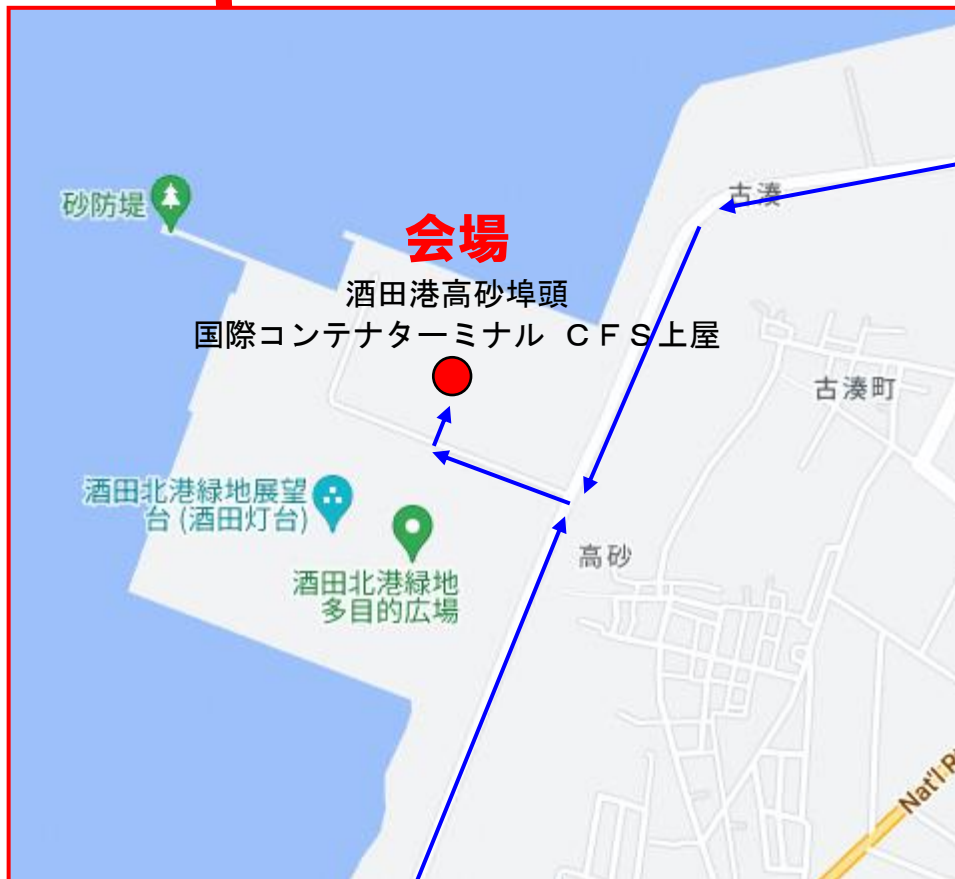 古湊
砂防堤
会場
酒田港高砂埠頭
国際コンテナターミナル ＣＦＳ上屋
古湊町
酒田北港緑地展望
台 (酒田灯台)
高砂
酒田北港緑地
多目的広場
Nat'l R